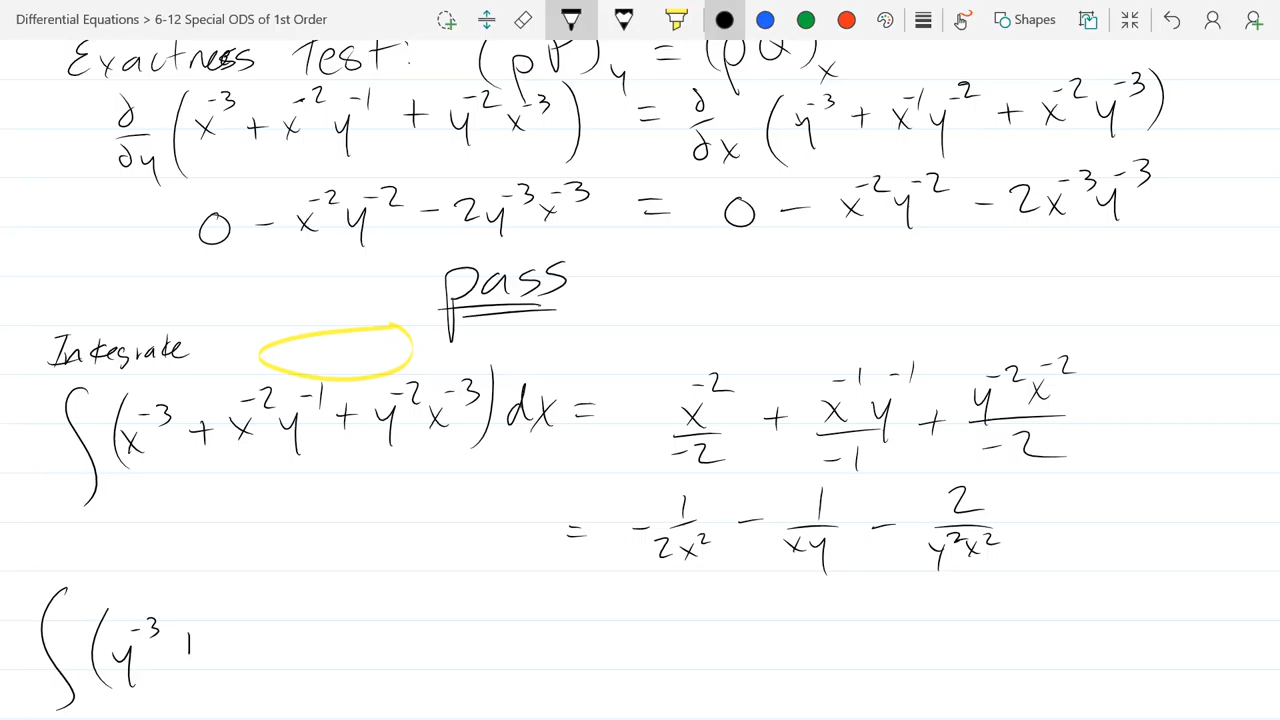 Differential Equations > 6-12 Special ODS of 1st Order
Shapes
Exactness Test: (pP)_y = (pQ)_x
∂/∂y (x^-3 + x^-2 y^-1 + y^-2 x^-3) = ∂/∂x (y^-3 + x^-1 y^-2 + x^-2 y^-3)
0 - x^-2 y^-2 - 2y^-3 x^-3 = 0 - x^-2 y^-2 - 2x^-3 y^-3
pass
Integrate
∫ (x^-3 + x^-2 y^-1 + y^-2 x^-3) dx = x^-2/-2 + x^-1 y^-1/-1 + y^-2 x^-2/-2
= -1/2x^2 - 1/xy - 2/y^2x^2
∫ (y^-3 |